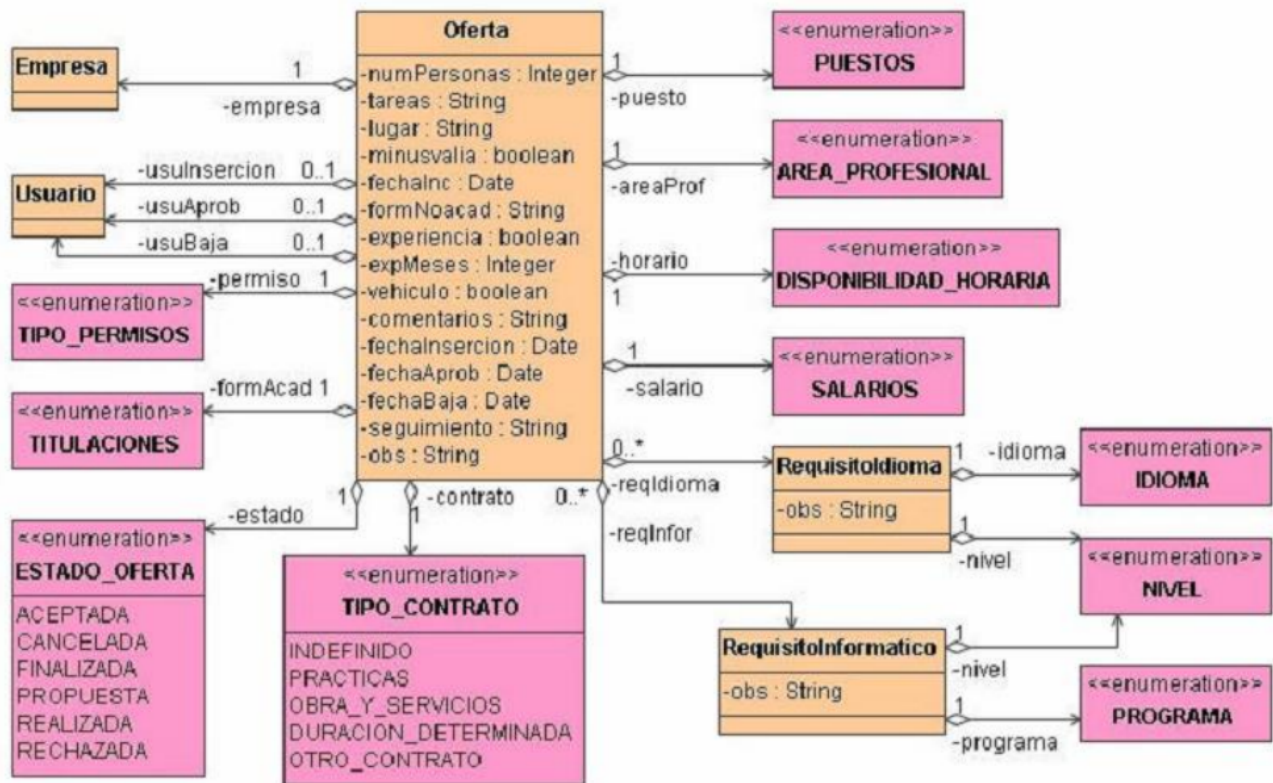 Oferta
-numPersonas : Integer
-tareas : String
-lugar : String
-minusvalia : boolean
-fechaInc : Date
-formNoacad : String
-experiencia : boolean
-expMeses : Integer
-vehiculo : boolean
-comentarios : String
-fechaInsercion : Date
-fechaAprob : Date
-fechaBaja : Date
-seguimiento : String
-obs : String
Empresa
1
-empresa
Usuario
-usuInsercion 0..1
-usuAprob 0..1
-usuBaja 0..1
-permiso 1
<<enumeration>>
TIPO_PERMISOS
-formAcad 1
<<enumeration>>
TITULACIONES
1
-estado
<<enumeration>>
ESTADO_OFERTA
ACEPTADA
CANCELADA
FINALIZADA
PROPUESTA
REALIZADA
RECHAZADA
-contrato
1
<<enumeration>>
TIPO_CONTRATO
INDEFINIDO
PRACTICAS
OBRA_Y_SERVICIOS
DURACION_DETERMINADA
OTRO_CONTRATO
1
-puesto
<<enumeration>>
PUESTOS
1
-areaProf
<<enumeration>>
AREA_PROFESIONAL
-horario
1
<<enumeration>>
DISPONIBILIDAD_HORARIA
1
-salario
<<enumeration>>
SALARIOS
0..*
-reqIdioma
RequisitoIdioma
-obs : String
1 -idioma
<<enumeration>>
IDIOMA
1
-nivel
<<enumeration>>
NIVEL
0..*
-reqInfor
RequisitoInformatico
-obs : String
1
-nivel
1
-programa
<<enumeration>>
PROGRAMA